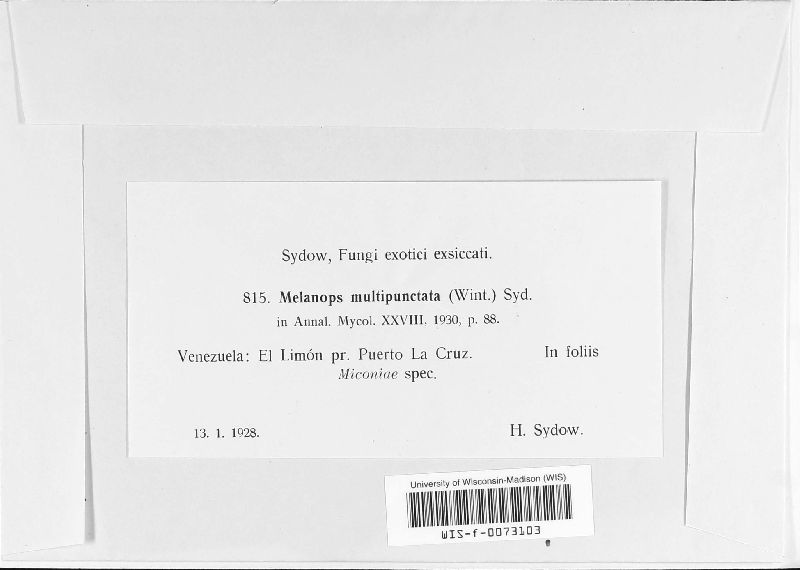 Sydow, Fungi exotici exsiccati.
815. Melanops multipunctata (Wint.) Syd.
in Annal. Mycol. XXVIII, 1930, p. 88.
Venezuela: El Limón pr. Puerto La Cruz. In foliis
Miconiae spec.
13. 1. 1928. H. Sydow.
University of Wisconsin-Madison (WIS)
WIS-f-0073103